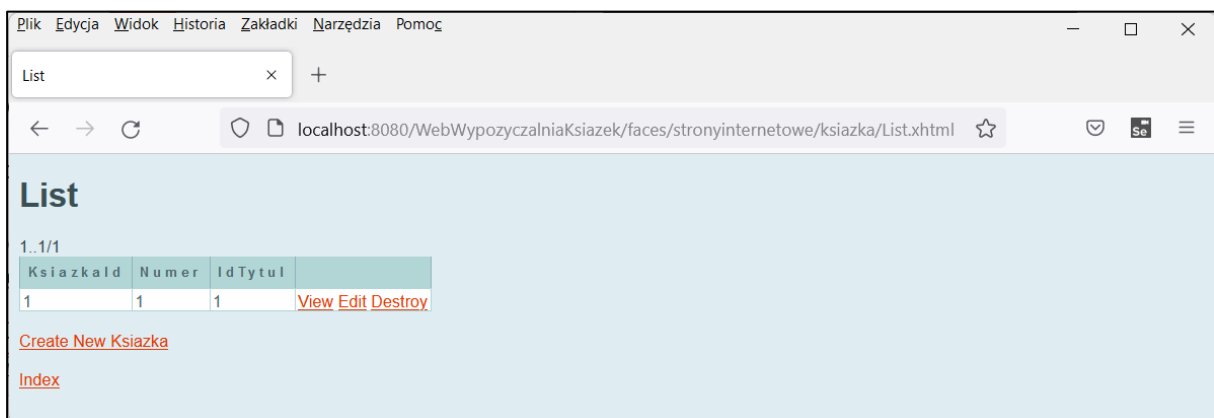 Plik Edycja Widok Historia Zakładki Narzędzia Pomoc
List
localhost:8080/WebWypozyczalniaKsiazek/faces/stronyinternetowe/ksiazka/List.xhtml
Se
List
1..1/1
KsiazkaId Numer IdTytul
1 1 1 View Edit Destroy
Create New Ksiazka
Index